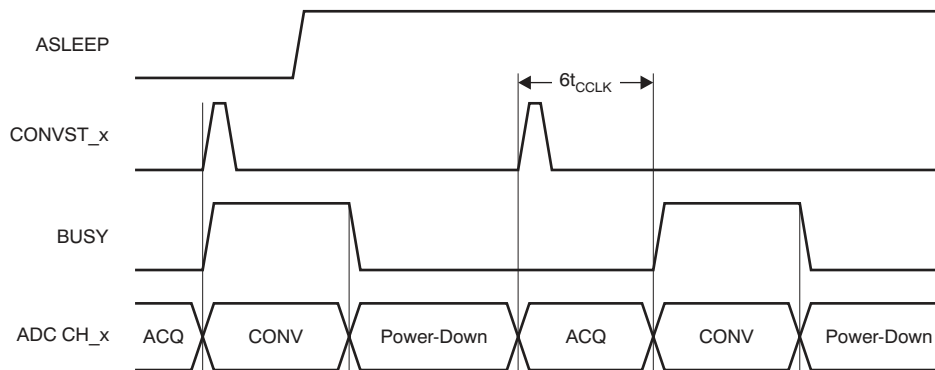 ASLEEP
6tCCLK
CONVST_x
BUSY
ADC CH_x ACQ CONV Power-Down ACQ CONV Power-Down